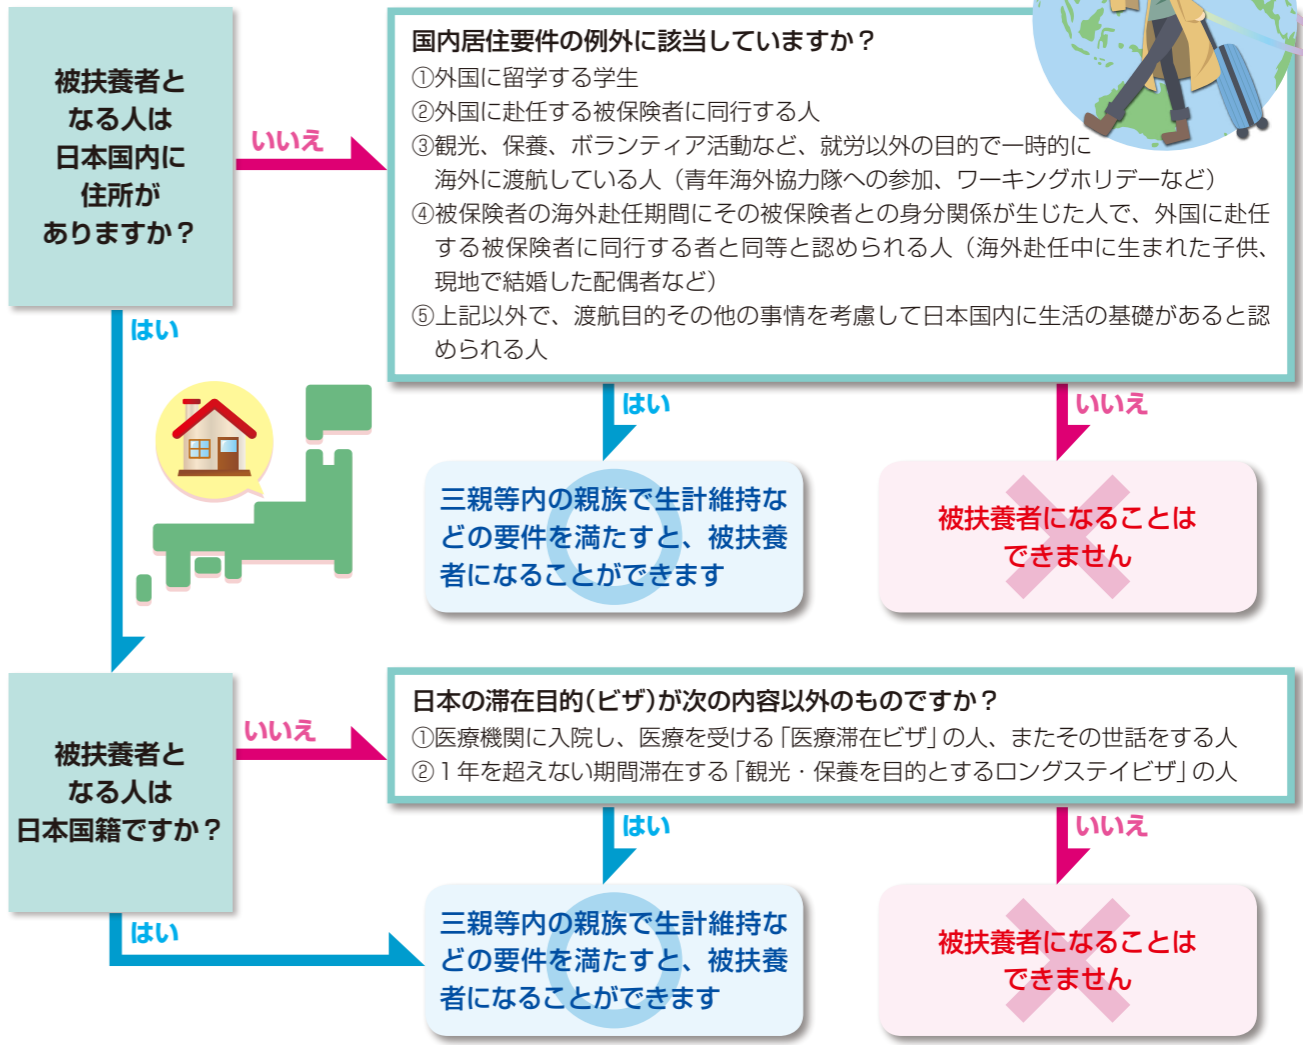 被扶養者と
なる人は
日本国内に
住所が
ありますか？
いいえ
はい
国内居住要件の例外に該当していますか？
①外国に留学する学生
②外国に赴任する被保険者に同行する人
③観光、保養、ボランティア活動など、就労以外の目的で一時的に
海外に渡航している人（青年海外協力隊への参加、ワーキングホリデーなど）
④被保険者の海外赴任期間にその被保険者との身分関係が生じた人で、外国に赴任
する被保険者に同行する者と同等と認められる人（海外赴任中に生まれた子供、
現地で結婚した配偶者など）
⑤上記以外で、渡航目的その他の事情を考慮して日本国内に生活の基礎があると認
められる人
はい
いいえ
三親等内の親族で生計維持な
どの要件を満たすと、被扶養
者になることができます
被扶養者になることは
できません
被扶養者と
なる人は
日本国籍ですか？
いいえ
はい
日本の滞在目的（ビザ）が次の内容以外のものですか？
①医療機関に入院し、医療を受ける「医療滞在ビザ」の人、またその世話をする人
②１年を超えない期間滞在する「観光・保養を目的とするロングステイビザ」の人
はい
いいえ
三親等内の親族で生計維持な
どの要件を満たすと、被扶養
者になることができます
被扶養者になることは
できません